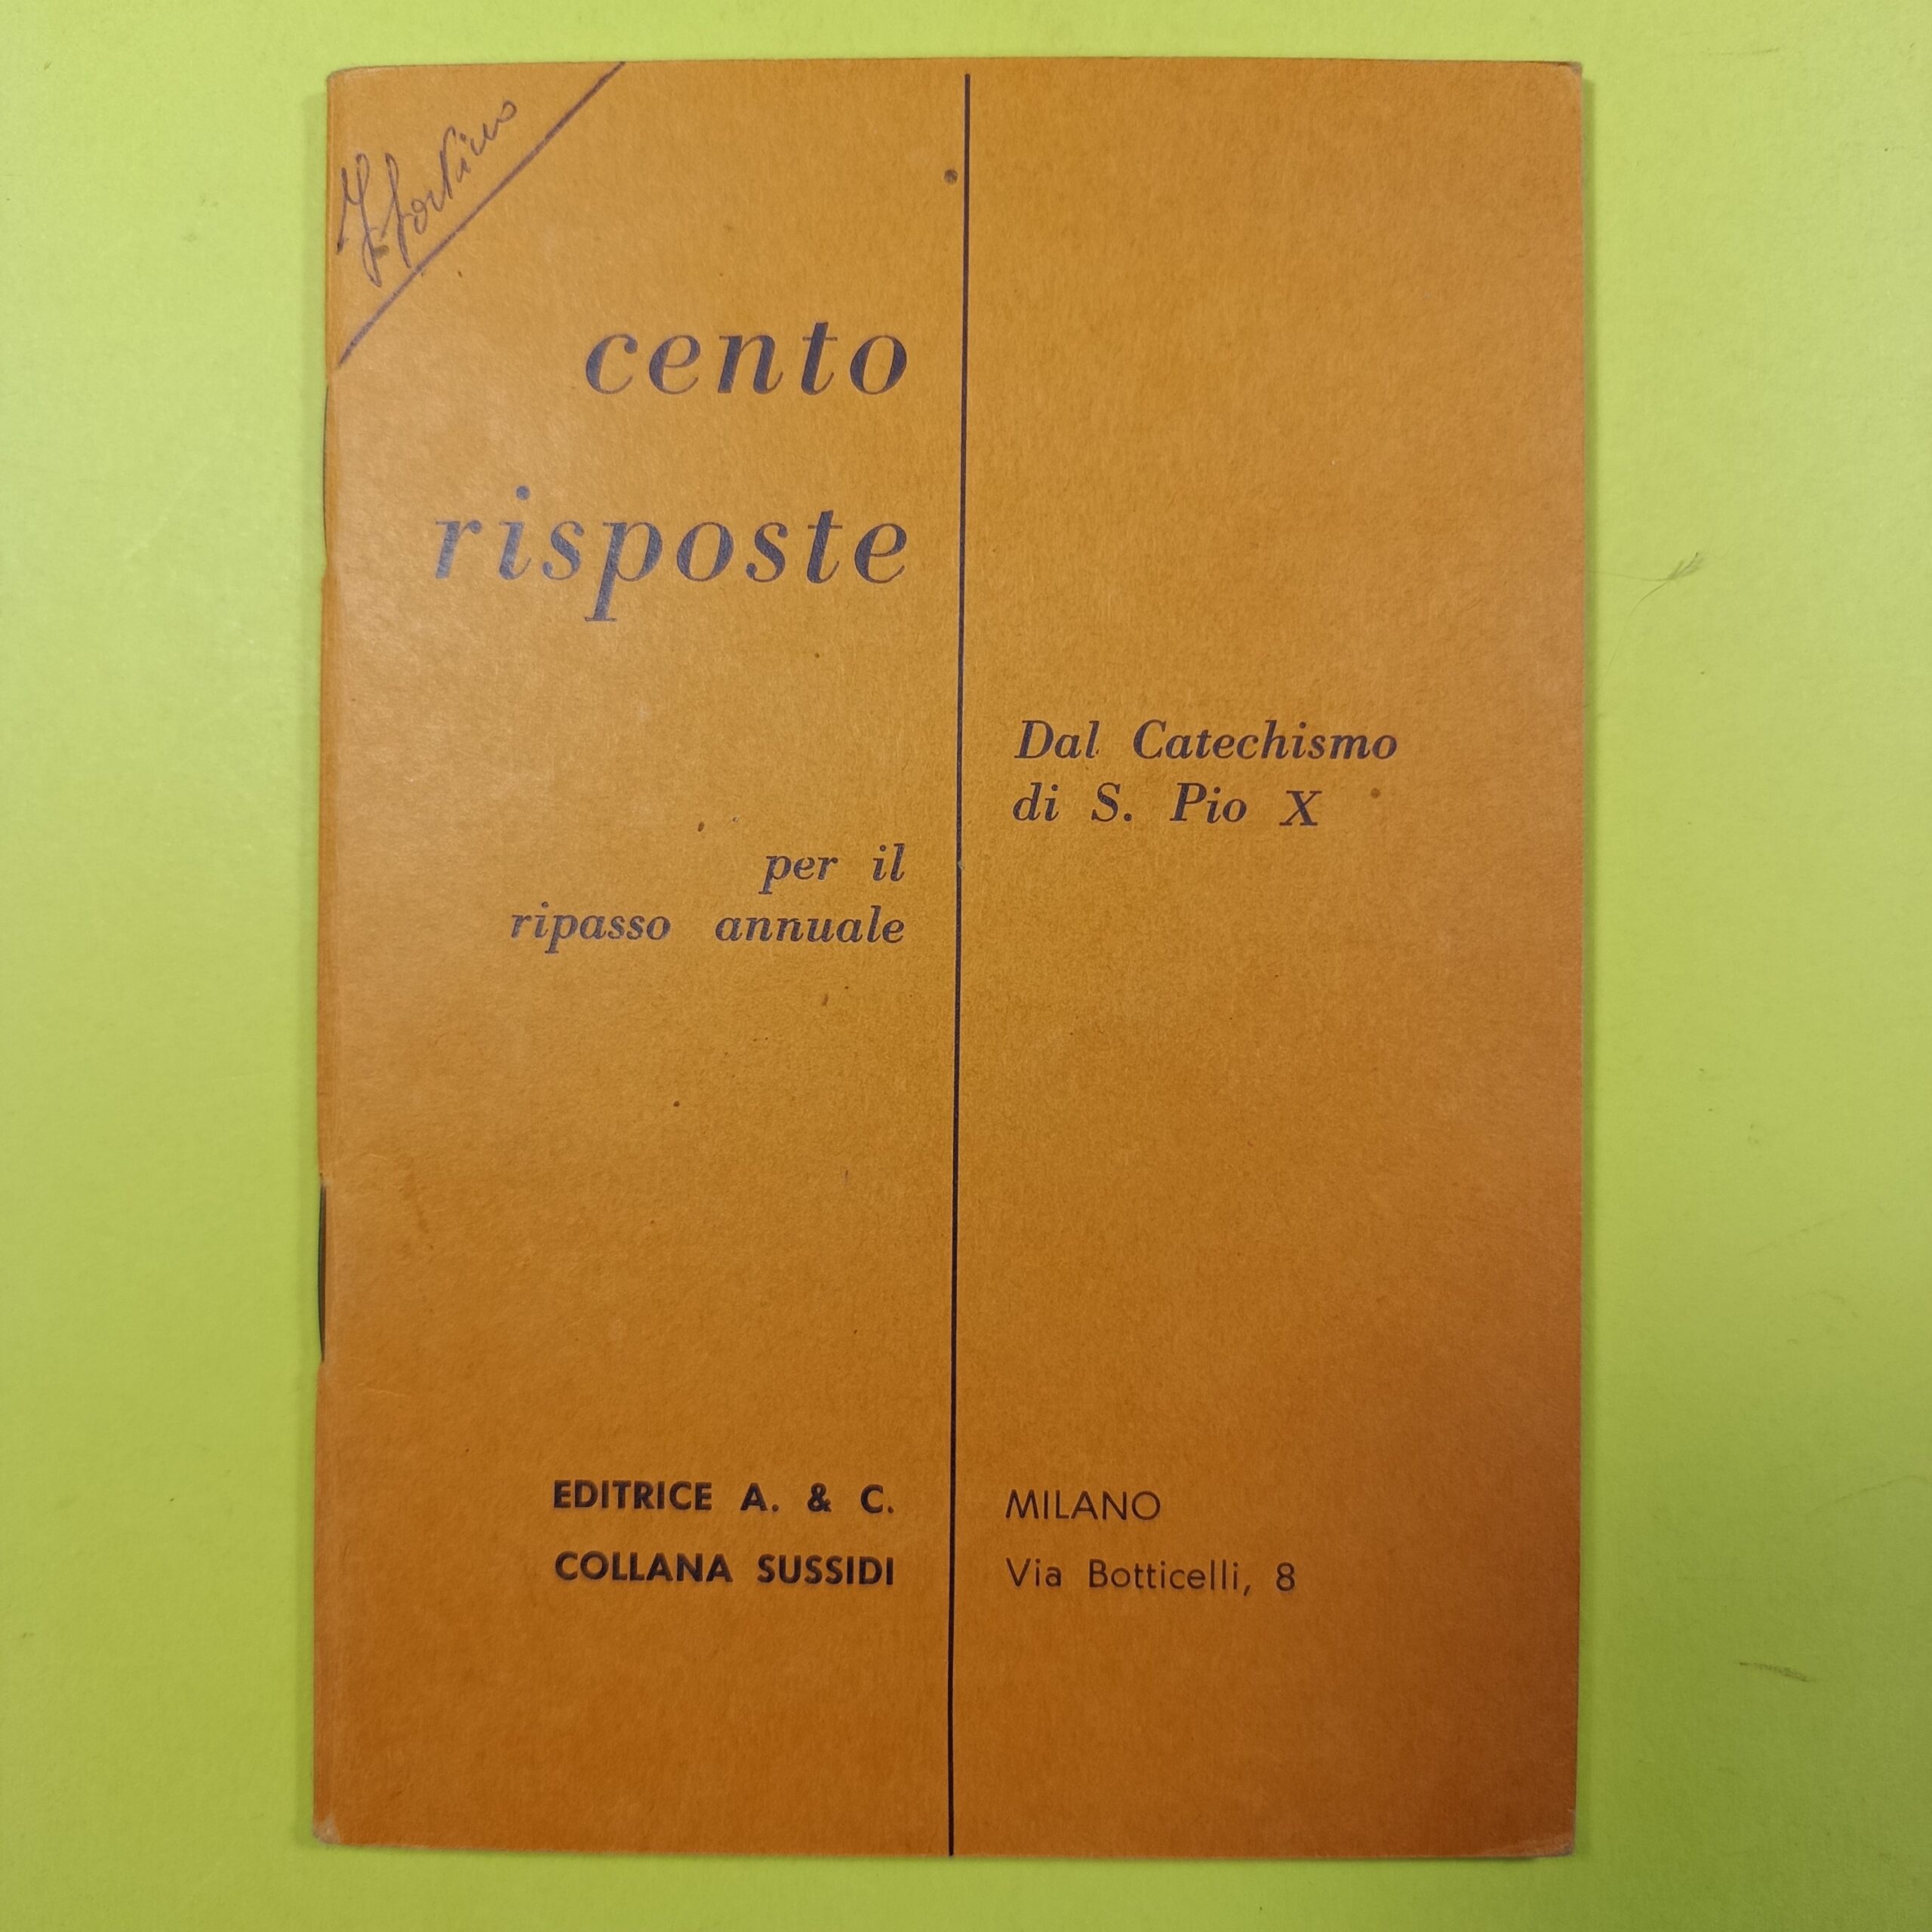 cento
risposte
per il
ripasso annuale
Dal Catechismo
di S. Pio X
EDITRICE A. & C.
COLLANA SUSSIDI
MILANO
Via Botticelli, 8